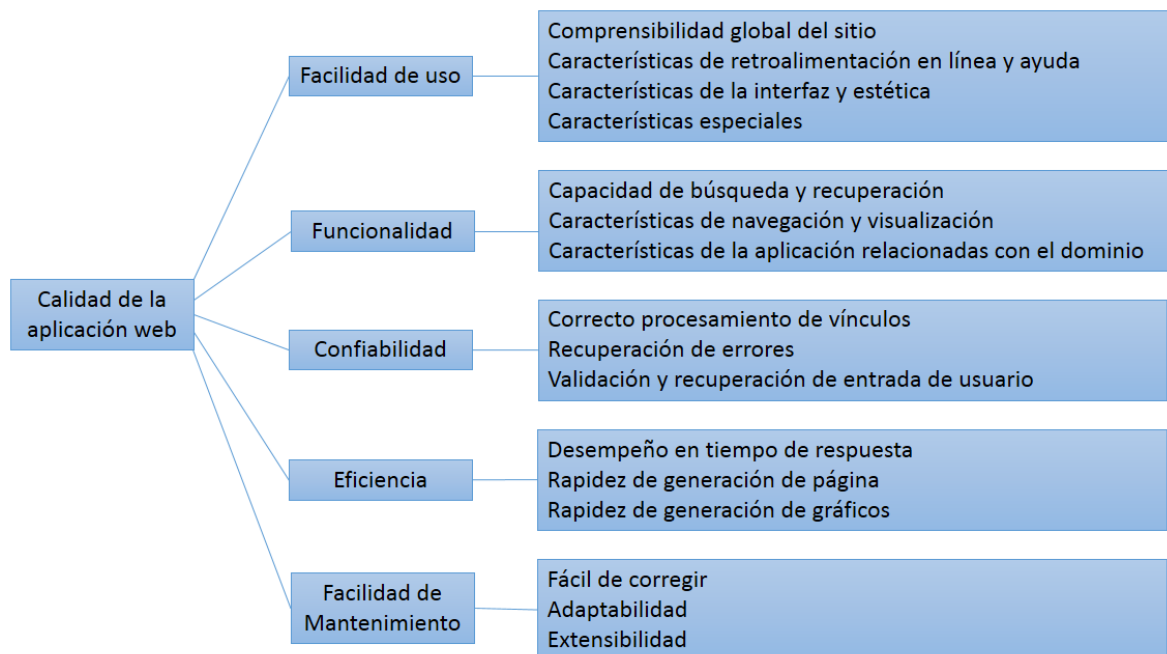 Calidad de la
aplicación web
Facilidad de uso
Comprensibilidad global del sitio
Características de retroalimentación en línea y ayuda
Características de la interfaz y estética
Características especiales
Funcionalidad
Capacidad de búsqueda y recuperación
Características de navegación y visualización
Características de la aplicación relacionadas con el dominio
Confiabilidad
Correcto procesamiento de vínculos
Recuperación de errores
Validación y recuperación de entrada de usuario
Eficiencia
Desempeño en tiempo de respuesta
Rapidez de generación de página
Rapidez de generación de gráficos
Facilidad de
Mantenimiento
Fácil de corregir
Adaptabilidad
Extensibilidad